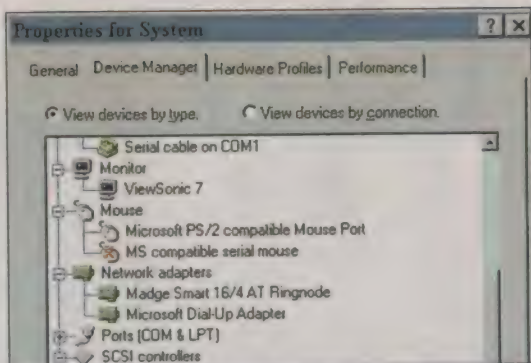 Properties for System
? ×
General Device Manager Hardware Profiles Performance
View devices by type. View devices by connection.
Serial cable on COM1
Monitor
ViewSonic 7
Mouse
Microsoft PS/2 compatible Mouse Port
MS compatible serial mouse
Network adapters
Madge Smart 16/4 AT Ringnode
Microsoft Dial-Up Adapter
Ports (COM & LPT)
SCSI controllers